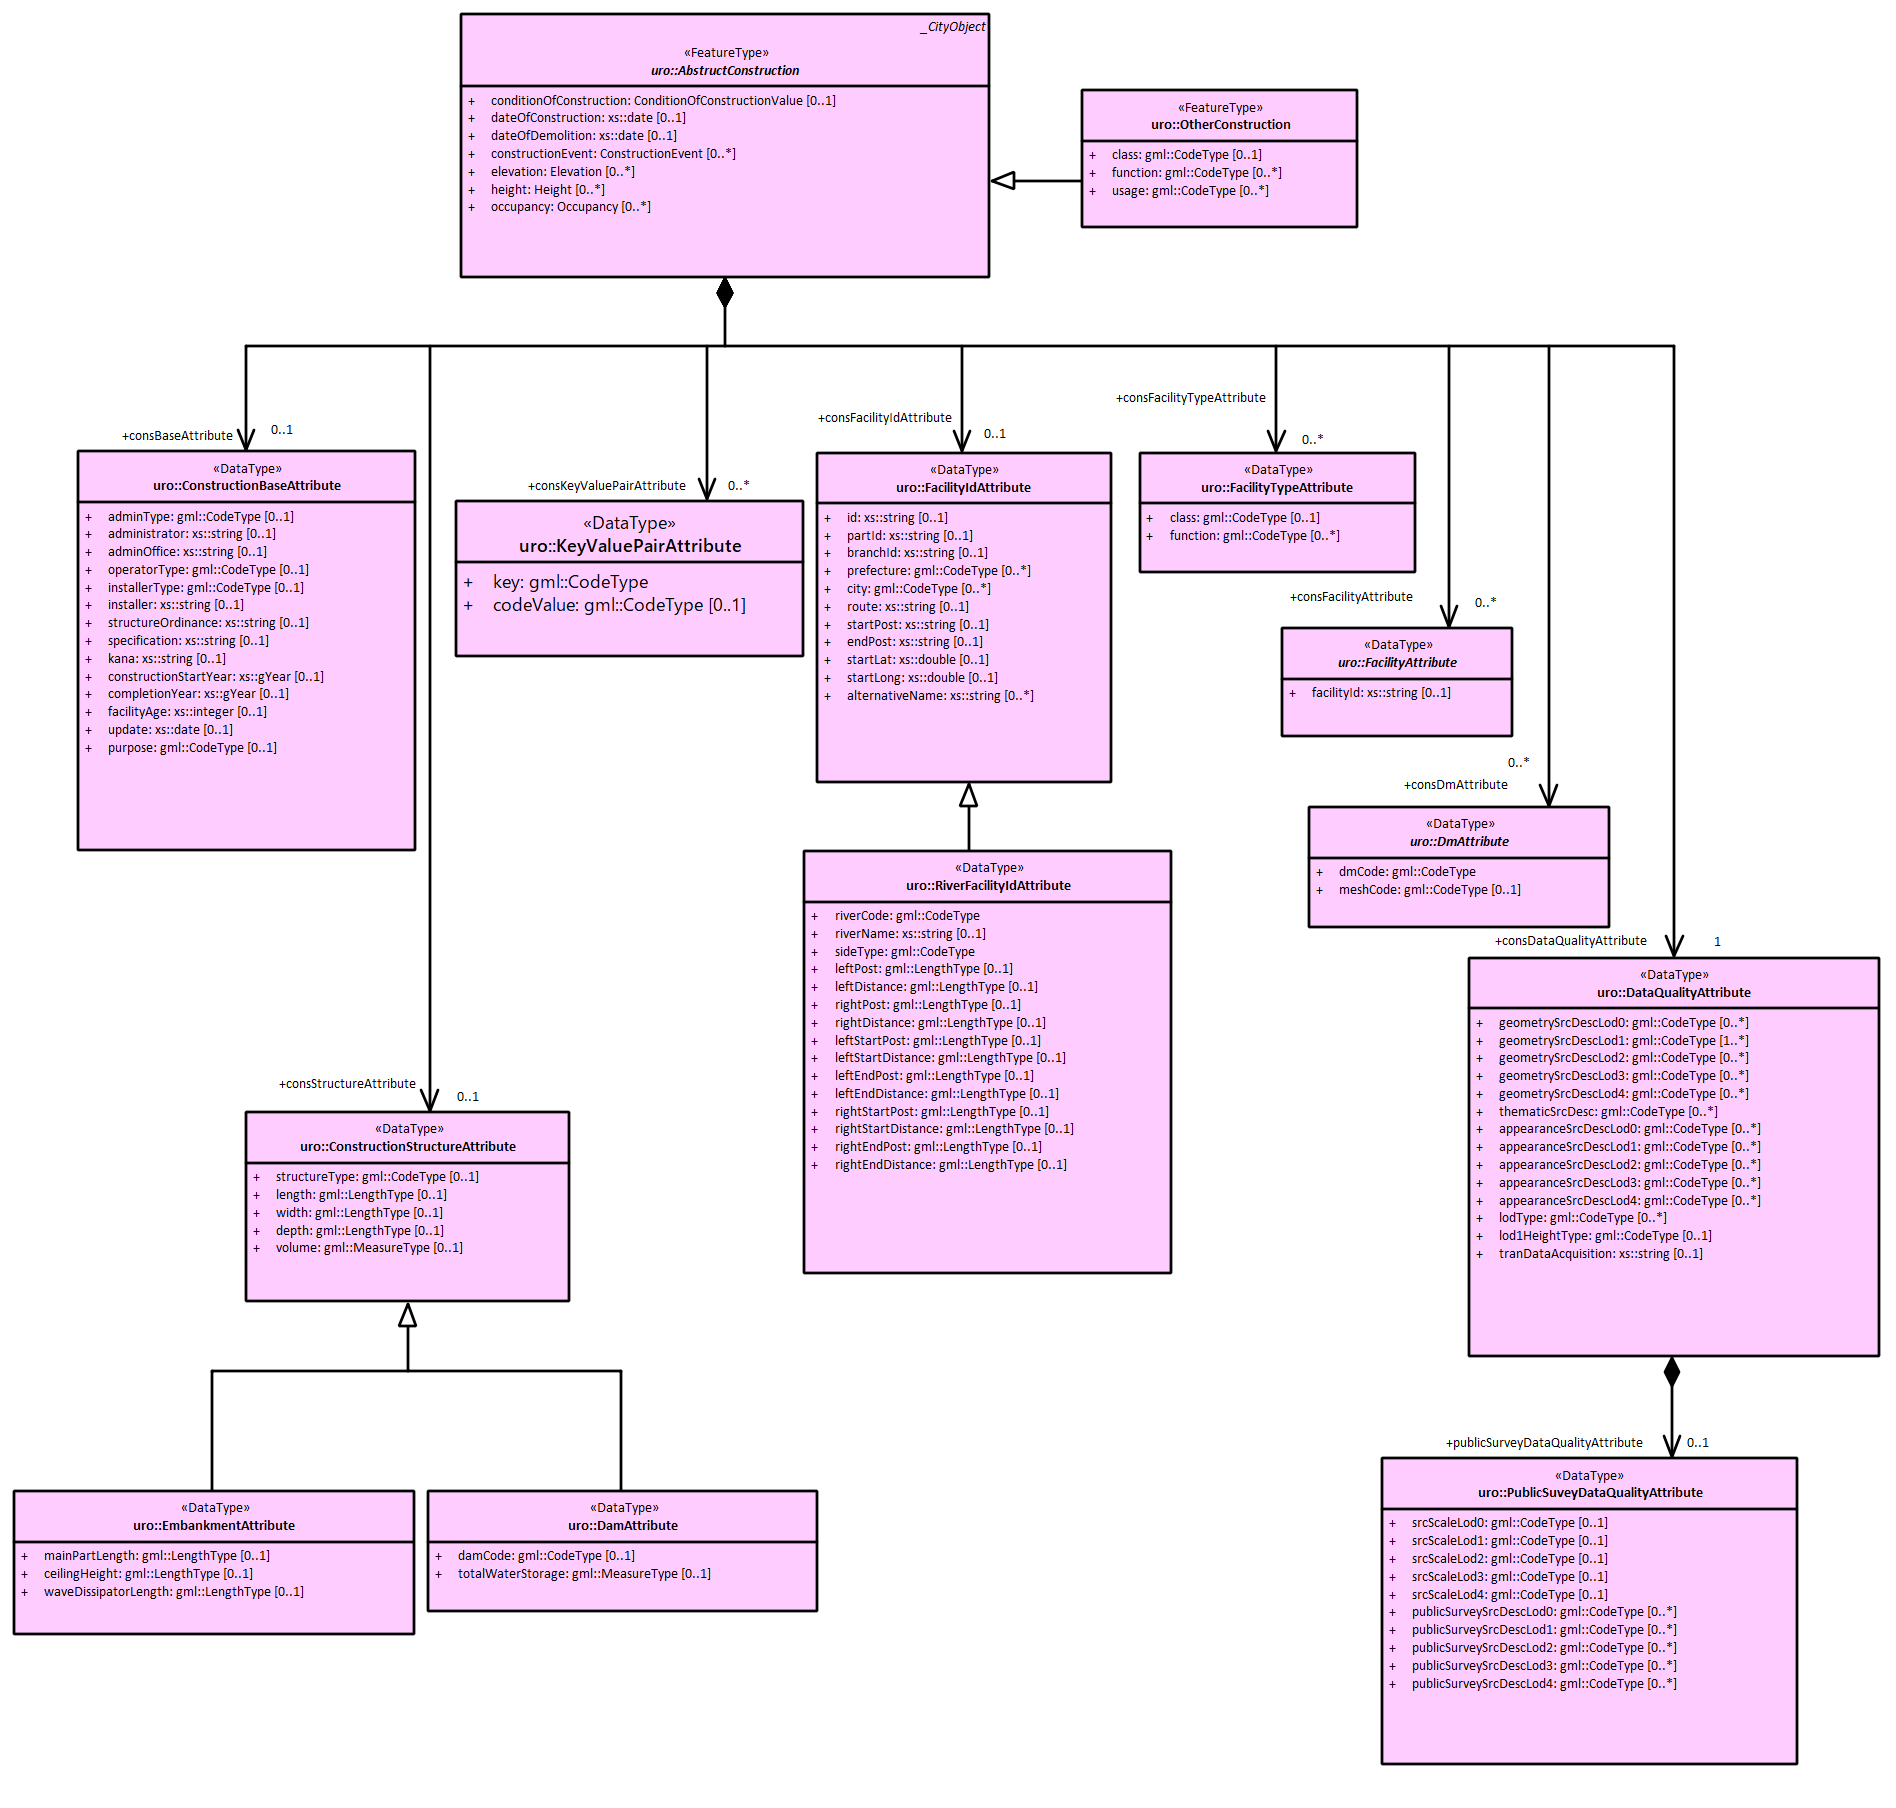 _CityObject
«FeatureType»
uro::AbstructConstruction
+ conditionOfConstruction: ConditionOfConstructionValue [0..1]
+ dateOfConstruction: xs::date [0..1]
+ dateOfDemolition: xs::date [0..1]
+ constructionEvent: ConstructionEvent [0..*]
+ elevation: Elevation [0..*]
+ height: Height [0..*]
+ occupancy: Occupancy [0..*]
«FeatureType»
uro::OtherConstruction
+ class: gml::CodeType [0..1]
+ function: gml::CodeType [0..*]
+ usage: gml::CodeType [0..*]
+consBaseAttribute
0..1
«DataType»
uro::ConstructionBaseAttribute
+ adminType: gml::CodeType [0..1]
+ administrator: xs::string [0..1]
+ adminOffice: xs::string [0..1]
+ operatorType: gml::CodeType [0..1]
+ installerType: gml::CodeType [0..1]
+ installer: xs::string [0..1]
+ structureOrdinance: xs::string [0..1]
+ specification: xs::string [0..1]
+ kana: xs::string [0..1]
+ constructionStartYear: xs::gYear [0..1]
+ completionYear: xs::gYear [0..1]
+ facilityAge: xs::integer [0..1]
+ update: xs::date [0..1]
+ purpose: gml::CodeType [0..1]
+consKeyValuePairAttribute
0..*
«DataType»
uro::KeyValuePairAttribute
+ key: gml::CodeType
+ codeValue: gml::CodeType [0..1]
+consFacilityIdAttribute
0..1
«DataType»
uro::FacilityIdAttribute
+ id: xs::string [0..1]
+ partId: xs::string [0..1]
+ branchId: xs::string [0..1]
+ prefecture: gml::CodeType [0..*]
+ city: gml::CodeType [0..*]
+ route: xs::string [0..1]
+ startPost: xs::string [0..1]
+ endPost: xs::string [0..1]
+ startLat: xs::double [0..1]
+ startLong: xs::double [0..1]
+ alternativeName: xs::string [0..*]
+consFacilityTypeAttribute
0..*
«DataType»
uro::FacilityTypeAttribute
+ class: gml::CodeType [0..1]
+ function: gml::CodeType [0..*]
+consFacilityAttribute
0..*
«DataType»
uro::FacilityAttribute
+ facilityId: xs::string [0..1]
0..*
+consDmAttribute
«DataType»
uro::DmAttribute
+ dmCode: gml::CodeType
+ meshCode: gml::CodeType [0..1]
«DataType»
uro::RiverFacilityIdAttribute
+ riverCode: gml::CodeType
+ riverName: xs::string [0..1]
+ sideType: gml::CodeType
+ leftPost: gml::LengthType [0..1]
+ leftDistance: gml::LengthType [0..1]
+ rightPost: gml::LengthType [0..1]
+ rightDistance: gml::LengthType [0..1]
+ leftStartPost: gml::LengthType [0..1]
+ leftStartDistance: gml::LengthType [0..1]
+ leftEndPost: gml::LengthType [0..1]
+ leftEndDistance: gml::LengthType [0..1]
+ rightStartPost: gml::LengthType [0..1]
+ rightStartDistance: gml::LengthType [0..1]
+ rightEndPost: gml::LengthType [0..1]
+ rightEndDistance: gml::LengthType [0..1]
+consDataQualityAttribute
1
«DataType»
uro::DataQualityAttribute
+ geometrySrcDescLod0: gml::CodeType [0..*]
+ geometrySrcDescLod1: gml::CodeType [1..*]
+ geometrySrcDescLod2: gml::CodeType [0..*]
+ geometrySrcDescLod3: gml::CodeType [0..*]
+ geometrySrcDescLod4: gml::CodeType [0..*]
+ thematicSrcDesc: gml::CodeType [0..*]
+ appearanceSrcDescLod0: gml::CodeType [0..*]
+ appearanceSrcDescLod1: gml::CodeType [0..*]
+ appearanceSrcDescLod2: gml::CodeType [0..*]
+ appearanceSrcDescLod3: gml::CodeType [0..*]
+ appearanceSrcDescLod4: gml::CodeType [0..*]
+ lodType: gml::CodeType [0..*]
+ lod1HeightType: gml::CodeType [0..1]
+ tranDataAcquisition: xs::string [0..1]
+consStructureAttribute
0..1
«DataType»
uro::ConstructionStructureAttribute
+ structureType: gml::CodeType [0..1]
+ length: gml::LengthType [0..1]
+ width: gml::LengthType [0..1]
+ depth: gml::LengthType [0..1]
+ volume: gml::MeasureType [0..1]
«DataType»
uro::EmbankmentAttribute
+ mainPartLength: gml::LengthType [0..1]
+ ceilingHeight: gml::LengthType [0..1]
+ waveDissipatorLength: gml::LengthType [0..1]
«DataType»
uro::DamAttribute
+ damCode: gml::CodeType [0..1]
+ totalWaterStorage: gml::MeasureType [0..1]
+publicSurveyDataQualityAttribute
0..1
«DataType»
uro::PublicSuveyDataQualityAttribute
+ srcScaleLod0: gml::CodeType [0..1]
+ srcScaleLod1: gml::CodeType [0..1]
+ srcScaleLod2: gml::CodeType [0..1]
+ srcScaleLod3: gml::CodeType [0..1]
+ srcScaleLod4: gml::CodeType [0..1]
+ publicSurveySrcDescLod0: gml::CodeType [0..*]
+ publicSurveySrcDescLod1: gml::CodeType [0..*]
+ publicSurveySrcDescLod2: gml::CodeType [0..*]
+ publicSurveySrcDescLod3: gml::CodeType [0..*]
+ publicSurveySrcDescLod4: gml::CodeType [0..*]